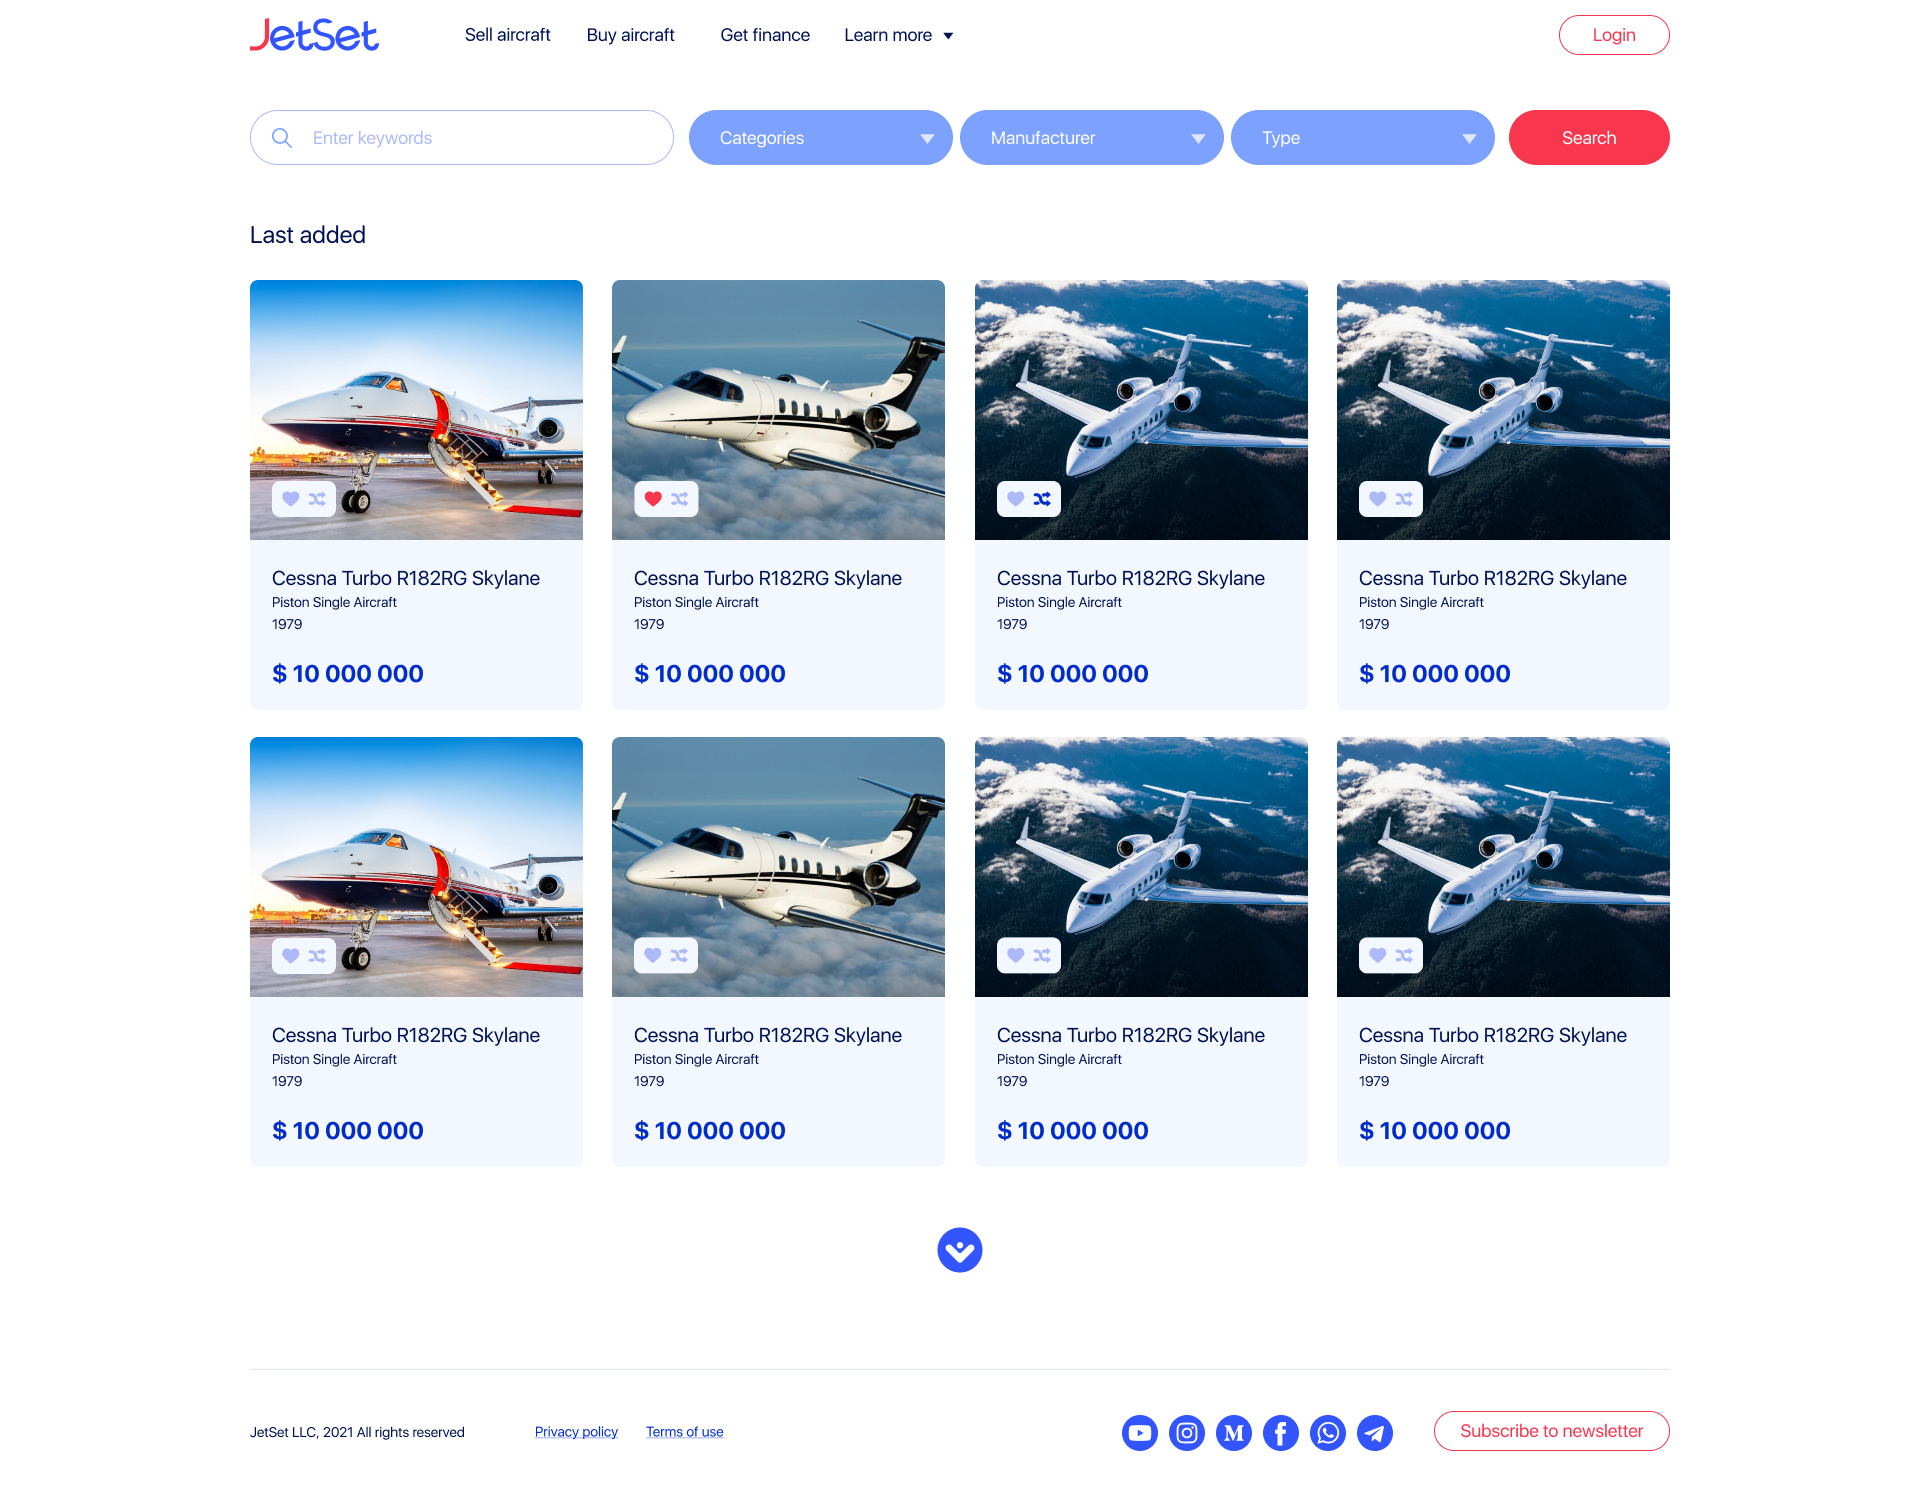 JetSet
Sell aircraft
Buy aircraft
Get finance
Learn more
Login
Enter keywords
Categories
Manufacturer
Type
Search
Last added
Cessna Turbo R182RG Skylane
Piston Single Aircraft
1979
$ 10 000 000
Cessna Turbo R182RG Skylane
Piston Single Aircraft
1979
$ 10 000 000
Cessna Turbo R182RG Skylane
Piston Single Aircraft
1979
$ 10 000 000
Cessna Turbo R182RG Skylane
Piston Single Aircraft
1979
$ 10 000 000
Cessna Turbo R182RG Skylane
Piston Single Aircraft
1979
$ 10 000 000
Cessna Turbo R182RG Skylane
Piston Single Aircraft
1979
$ 10 000 000
Cessna Turbo R182RG Skylane
Piston Single Aircraft
1979
$ 10 000 000
Cessna Turbo R182RG Skylane
Piston Single Aircraft
1979
$ 10 000 000
JetSet LLC, 2021 All rights reserved
Privacy policy
Terms of use
Subscribe to newsletter